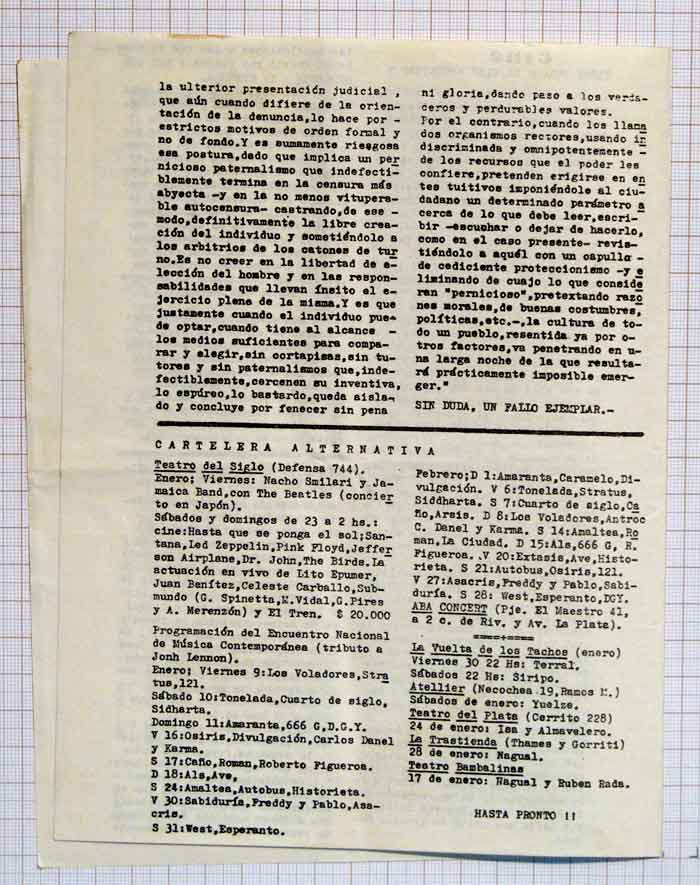 la ulterior presentación judicial ,
que aún cuando difiere de la orien-
tación de la denuncia,lo hace por -
estrictos motivos de orden formal y
no de fondo.Y es sumamente riesgosa
esa postura,dado que implica un per
nicioso paternalismo que indefecti-
blemente termina en la censura más
abyecta -y en la no menos vitupera-
ble autocensura- castrando,de ese -
modo,definitivamente la libre crea-
ción del individuo y sometiéndolo a
los arbitrios de los catones de tur
no.Es no creer en la libertad de e-
lección del hombre y en las respon-
sabilidades que llevan ínsito el e-
jercicio pleno de la misma.Y es que
justamente cuando el individuo pue-
de optar,cuando tiene al alcance -
los medios suficientes para compa-
rar y elegir,sin cortapisas,sin tu-
tores y sin paternalismos que,inde-
fectiblemente,cercenen su inventiva,
lo espúreo,lo bastardo,queda aisla-
do y concluye por fenecer sin pena
ni gloria,dando paso a los verda-
ceros y perdurables valores.
Por el contrario,cuando los llama
dos organismos rectores,usando in
discriminada y omnipotentemente -
de los recursos que el poder les
confiere,pretenden erigirse en en
tes tuitivos imponiéndole al ciu-
dadano un determinado parámetro a
cerca de lo que debe leer,escri-
bir -escuchar o dejar de hacerlo,
como en el caso presente- revis-
tiéndolo a aquél con un capullo -
de cediciente proteccionismo -y e
liminando de cuajo lo que conside
ran "pernicioso",pretextando razo
nes morales,de buenas costumbres,
políticas,etc.-,la cultura de to-
do un pueblo,resentida ya por o-
tros factores,va penetrando en u-
na larga noche de la que resulta-
rá prácticamente imposible emer-
ger."
SIN DUDA, UN FALLO EJEMPLAR.-
CARTELERA ALTERNATIVA
Teatro del Siglo (Defensa 744).
Enero; Viernes: Nacho Smilari y Ja-
maica Band,con The Beatles (concier
to en Japón).
Sábados y domingos de 23 a 2 hs.:
cine:Hasta que se ponga el sol;San-
tana,Led Zeppelin,Pink Floyd,Jeffer
son Airplane,Dr. John,The Birds.La
actuación en vivo de Lito Epumer,
Juan Benítez,Celeste Carballo,Sub-
mundo (G. Spinetta,M.Vidal,G.Pires
y A. Merenzón) y El Tren. $ 20.000
Programación del Encuentro Nacional
de Música Contemporánea (tributo a
Jonh Lennon).
Enero; Viernes 9:Los Voladores,Stra
tus,121.
Sábado 10:Tonelada,Cuarto de siglo,
Sidharta.
Domingo 11:Amaranta,666 G,D.G.Y.
V 16:Osiris,Divulgación,Carlos Danel
y Karma.
S 17:Caño,Roman,Roberto Figueroa.
D 18:Als,Ave,
S 24:Amaltea,Autobus,Historieta.
V 30:Sabiduría,Freddy y Pablo,Asa-
cris.
S 31:West,Esperanto.
Febrero;D 1:Amaranta,Caramelo,Di-
vulgación. V 6:Tonelada,Stratus,
Siddharta. S 7:Cuarto de siglo,Ca
ño,Arsis. D 8:Los Voladores,Antroc
C. Danel y Karma. S 14:Amaltea,Ro
man,La Ciudad. D 15:Als,666 G, R.
Figueroa. .V 20:Extasis,Ave,Histo-
rieta. S 21:Autobus,Osiris,121.
V 27:Asacris,Freddy y Pablo,Sabi-
duría. S 28: West,Esperanto,DGY.
ABA CONCERT (Pje. El Maestro 41,
a 2 c. de Riv. y Av. La Plata).
====+====
La Vuelta de los Tachos (enero)
Viernes 30 22 Hs: Terral.
Sábados 22 Hs: Siripo.
Atellier (Necochea 19,Ramos M.)
Sábados de enero: Yuelze.
Teatro del Plata (Cerrito 228)
24 de enero: Isa y Almavelero.
La Trastienda (Thames y Gorriti)
28 de enero: Nagual.
Teatro Bambalinas
17 de enero: Nagual y Ruben Rada.
HASTA PRONTO !!